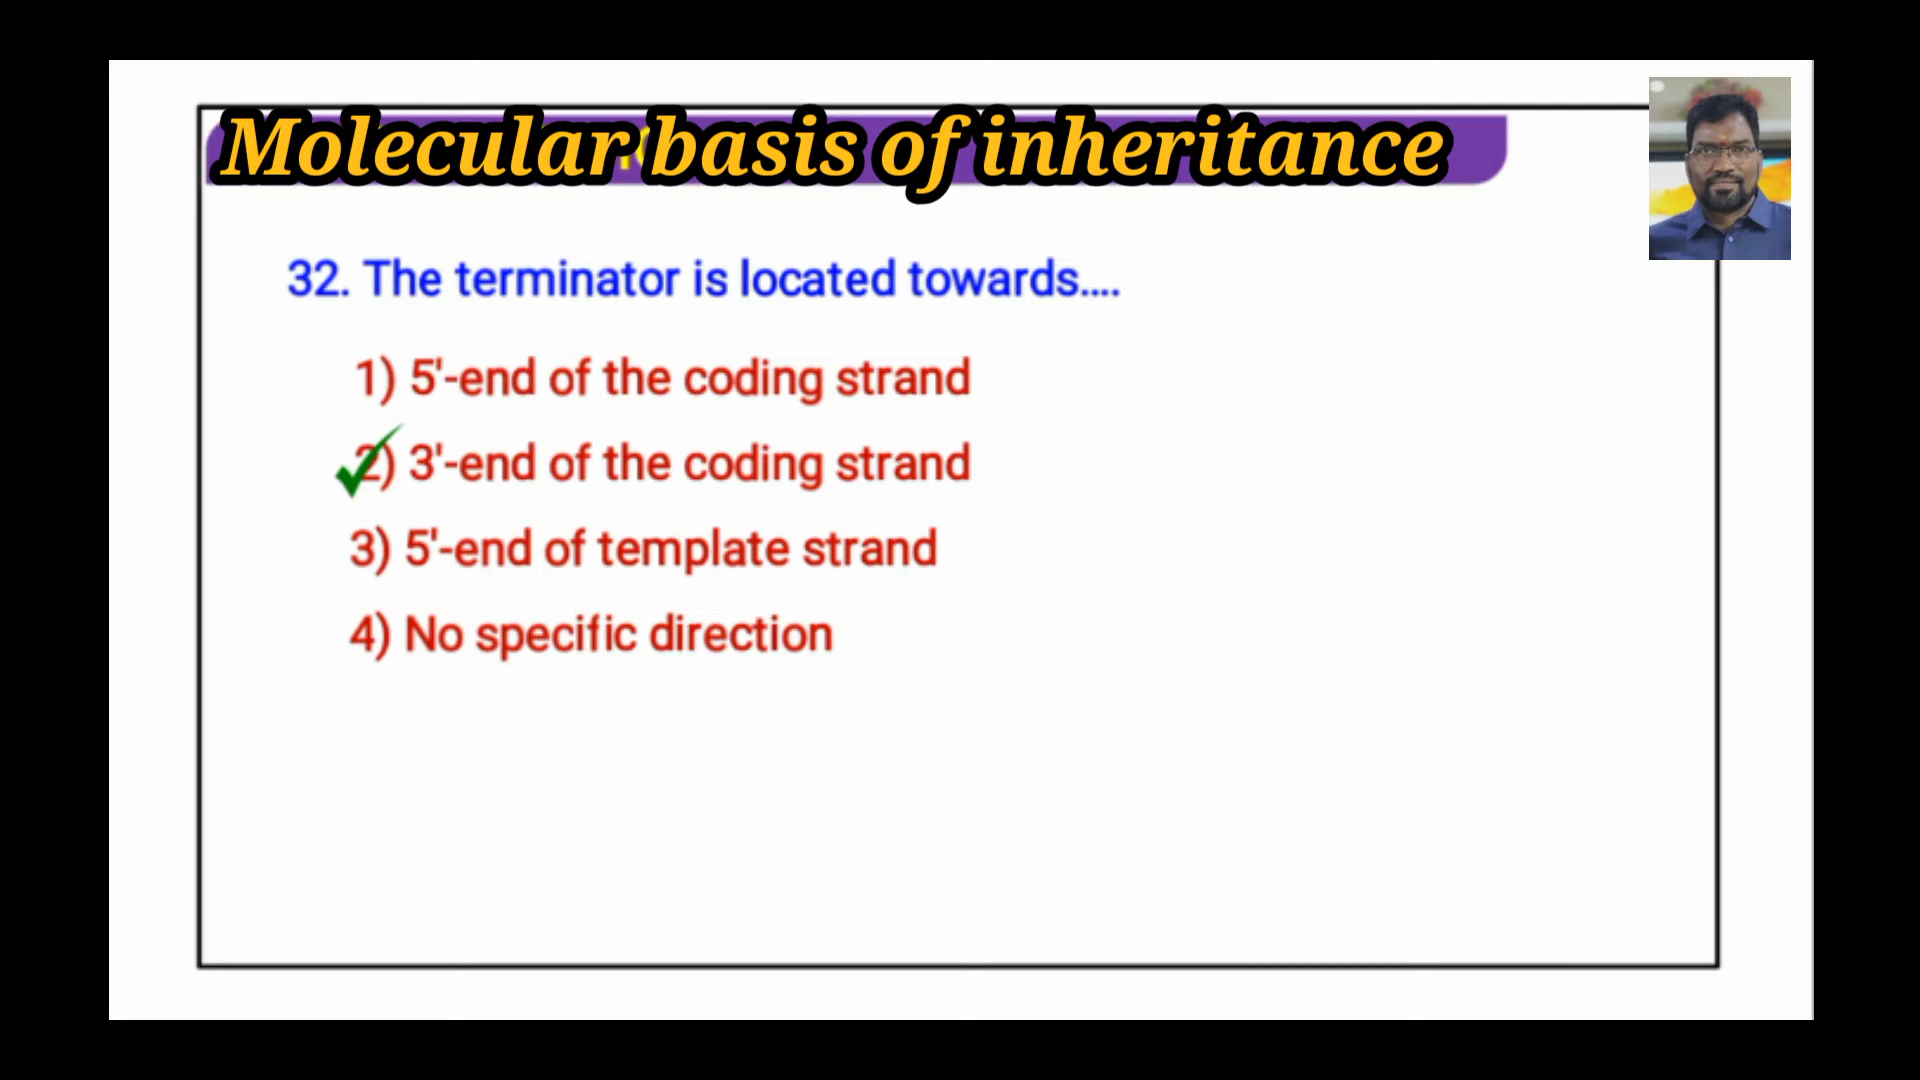 Molecular basis of inheritance
32. The terminator is located towards....
1) 5'-end of the coding strand
2) 3'-end of the coding strand
3) 5'-end of template strand
4) No specific direction